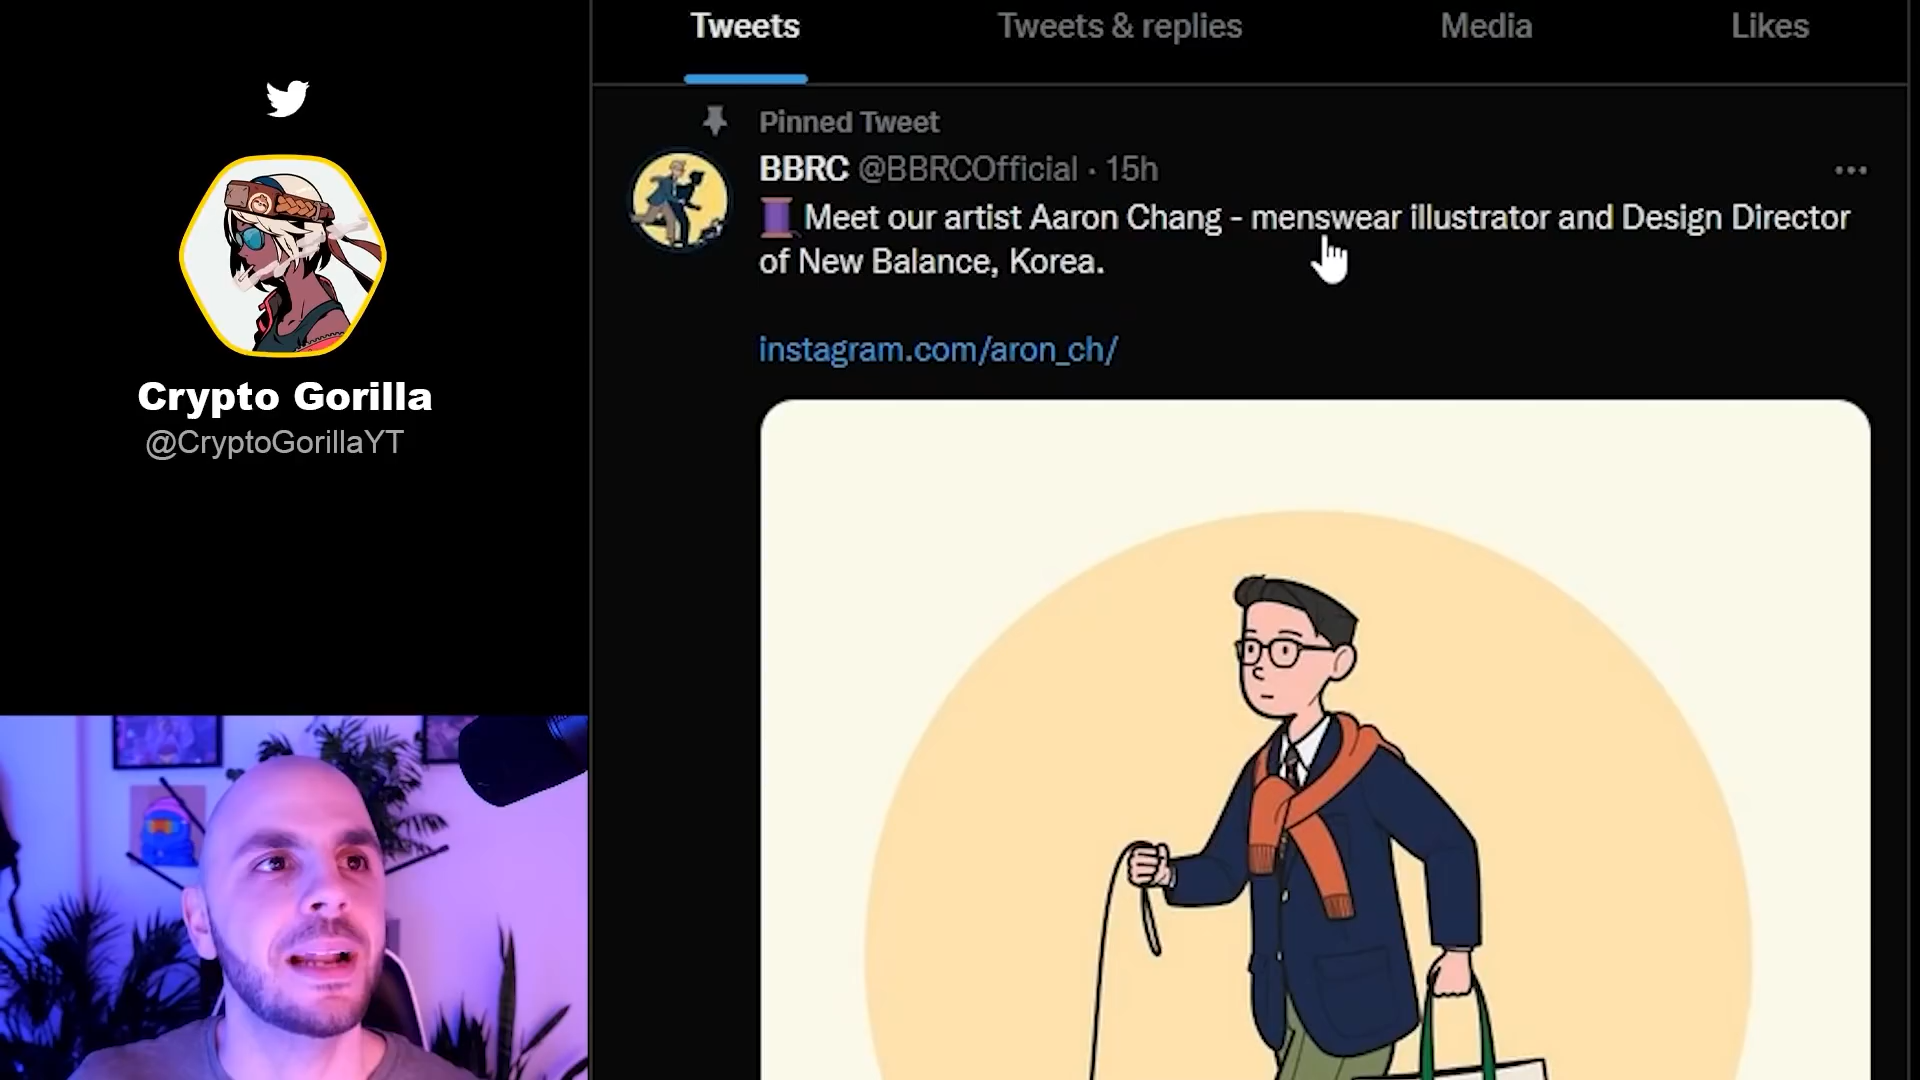 Tweets
Tweets & replies
Media
Likes
Pinned Tweet
BBRC @BBRCOfficial · 15h
Meet our artist Aaron Chang - menswear illustrator and Design Director
of New Balance, Korea.
instagram.com/aron_ch/
Crypto Gorilla
@CryptoGorillaYT